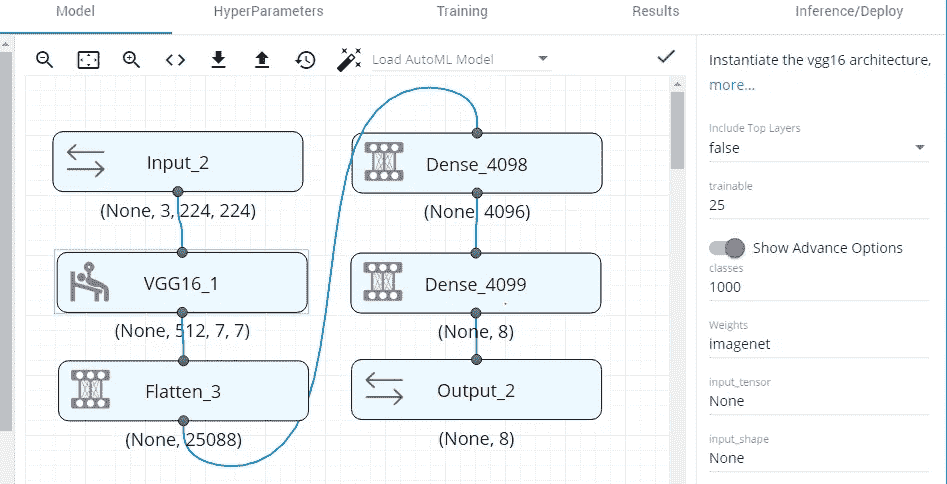 Model HyperParameters Training Results Inference/Deploy
Load AutoML Model
Input_2
(None, 3, 224, 224)
VGG16_1
(None, 512, 7, 7)
Flatten_3
(None, 25088)
Dense_4098
(None, 4096)
Dense_4099
(None, 8)
Output_2
(None, 8)
Instantiate the vgg16 architecture,
more...
Include Top Layers
false
trainable
25
Show Advance Options
classes
1000
Weights
imagenet
input_tensor
None
input_shape
None